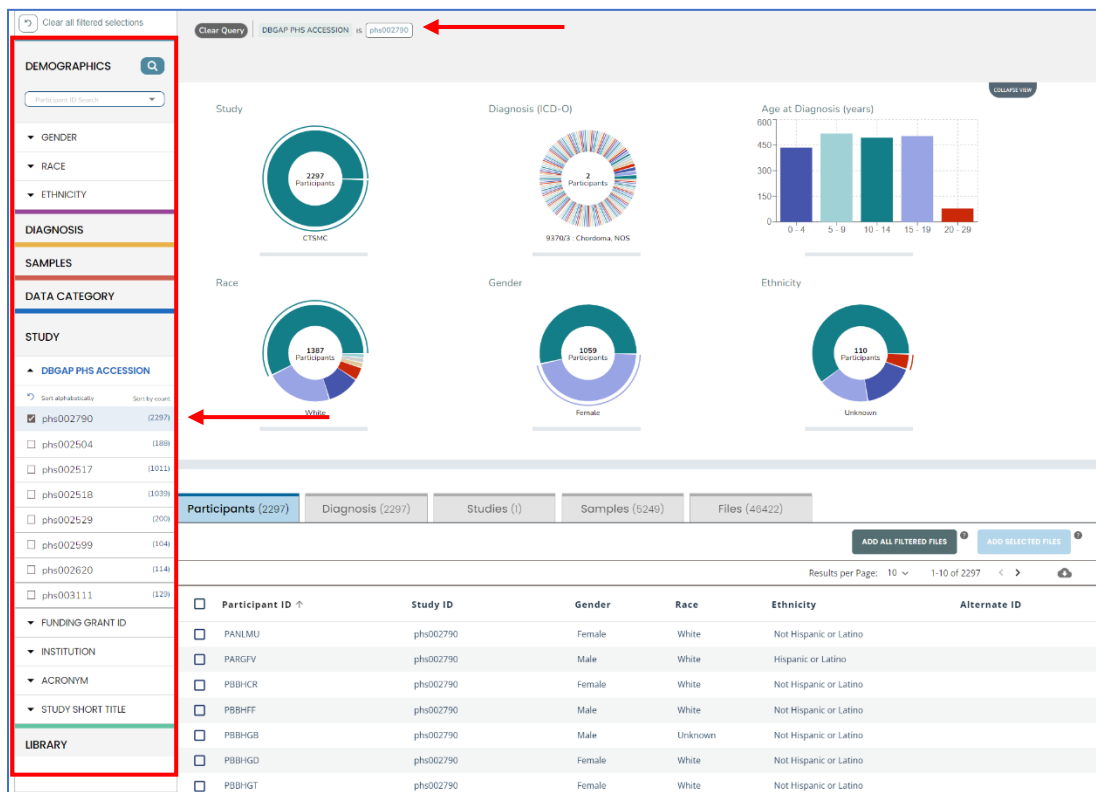 Clear all filtered selections
Clear Query DBGAP PHS ACCESSION IS phs002790
DEMOGRAPHICS
Participant ID Search
GENDER
RACE
ETHNICITY
DIAGNOSIS
SAMPLES
DATA CATEGORY
STUDY
DBGAP PHS ACCESSION
Sort alphabetically Sort by count
phs002790 (2297)
phs002504 (188)
phs002517 (1011)
phs002518 (1039)
phs002529 (200)
phs002599 (104)
phs002620 (114)
phs003111 (129)
FUNDING GRANT ID
INSTITUTION
ACRONYM
STUDY SHORT TITLE
LIBRARY
COLLAPSE VIEW
Study
2297
Participants
CTSMC
Diagnosis (ICD-O)
2
Participants
9370/3 : Chordoma, NOS
Age at Diagnosis (years)
600
450
300
150
0
0 - 4 5 - 9 10 - 14 15 - 19 20 - 29
Race
1387
Participants
White
Gender
1059
Participants
Female
Ethnicity
110
Participants
Unknown
Participants (2297) Diagnosis (2297) Studies (1) Samples (5249) Files (46422)
ADD ALL FILTERED FILES ? ADD SELECTED FILES ?
Results per Page: 10 1-10 of 2297 < >
Participant ID ↑ Study ID Gender Race Ethnicity Alternate ID
PANLMU phs002790 Female White Not Hispanic or Latino
PARGFV phs002790 Male White Hispanic or Latino
PBBHCR phs002790 Female White Not Hispanic or Latino
PBBHFF phs002790 Male White Not Hispanic or Latino
PBBHGB phs002790 Male Unknown Not Hispanic or Latino
PBBHGD phs002790 Female White Not Hispanic or Latino
PBBHGT phs002790 Female White Not Hispanic or Latino